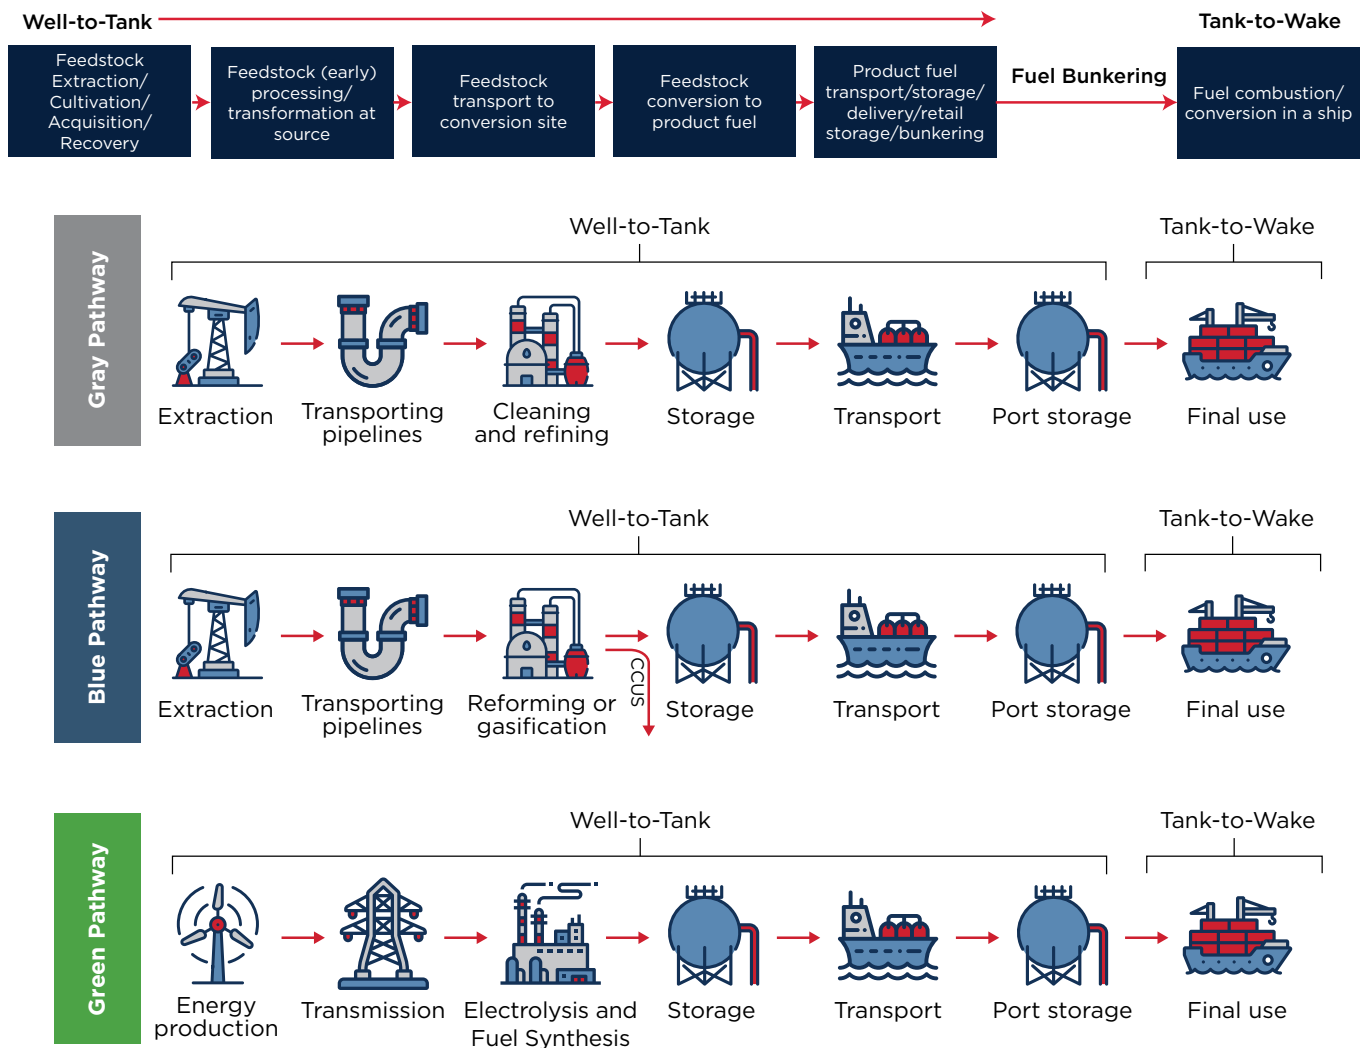 Well-to-Tank
Tank-to-Wake
Feedstock
Extraction/
Cultivation/
Acquisition/
Recovery
Feedstock (early)
processing/
transformation at
source
Feedstock
transport to
conversion site
Feedstock
conversion to
product fuel
Product fuel
transport/storage/
delivery/retail
storage/bunkering
Fuel Bunkering
Fuel combustion/
conversion in a ship
Gray Pathway
Well-to-Tank
Tank-to-Wake
Extraction
Transporting
pipelines
Cleaning
and refining
Storage
Transport
Port storage
Final use
Blue Pathway
Well-to-Tank
Tank-to-Wake
Extraction
Transporting
pipelines
Reforming or
gasification
CCUS
Storage
Transport
Port storage
Final use
Green Pathway
Well-to-Tank
Tank-to-Wake
Energy
production
Transmission
Electrolysis and
Fuel Synthesis
Storage
Transport
Port storage
Final use